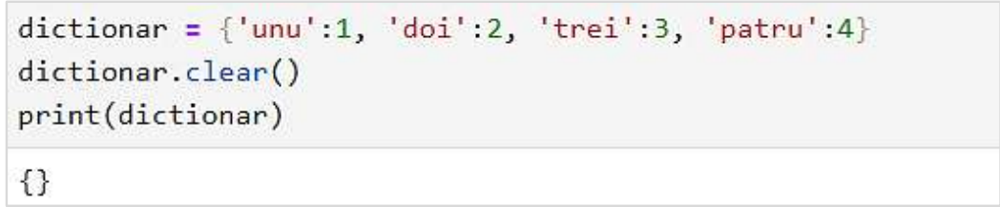 dictionar = {'unu':1, 'doi':2, 'trei':3, 'patru':4}
dictionar.clear()
print(dictionar)
{}